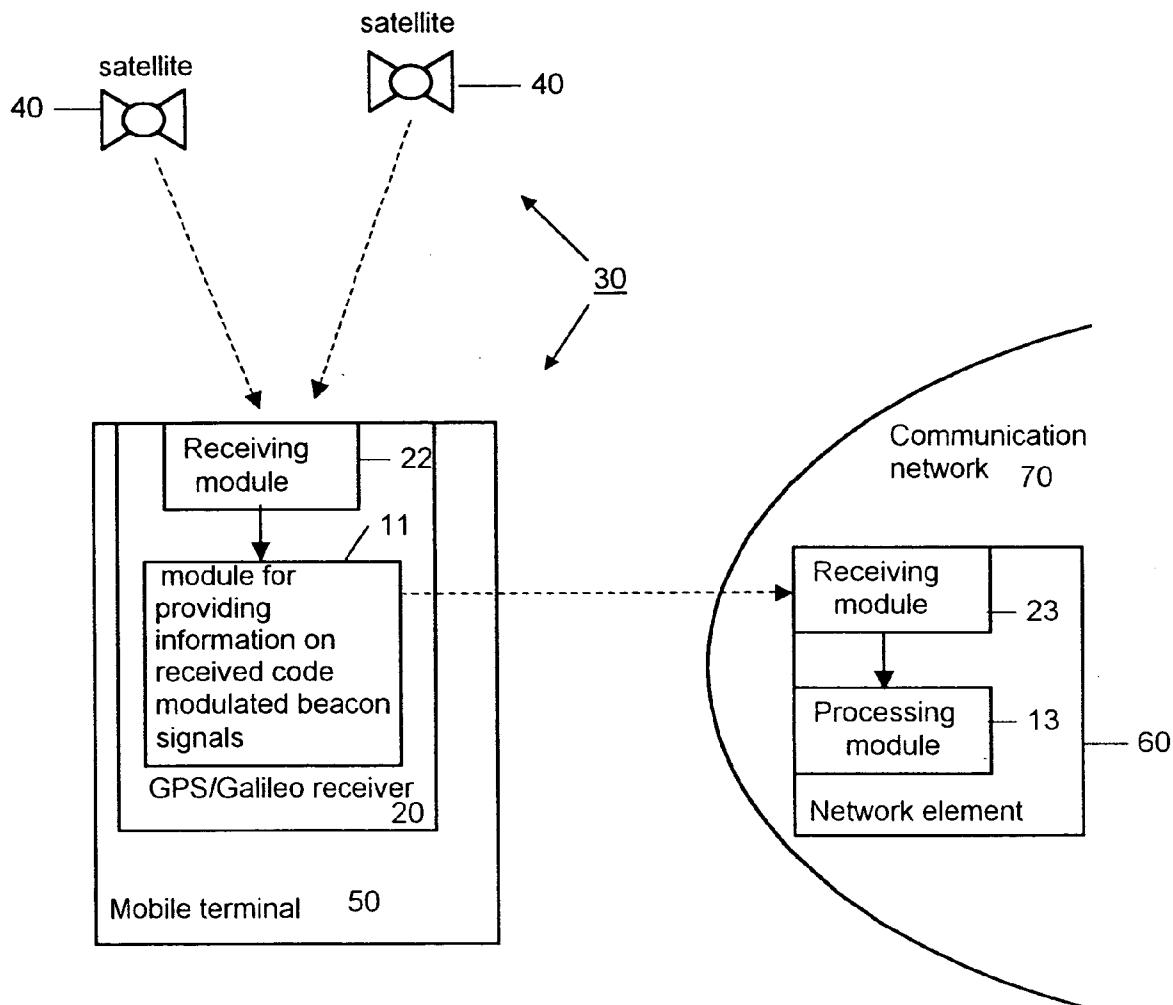 satellite
satellite
40
40
30
Receiving
module
22
11
module for
providing
information on
received code
modulated beacon
signals
GPS/Galileo receiver
20
Mobile terminal 50
Communication
network 70
Receiving
module
23
Processing
module
13
60
Network element